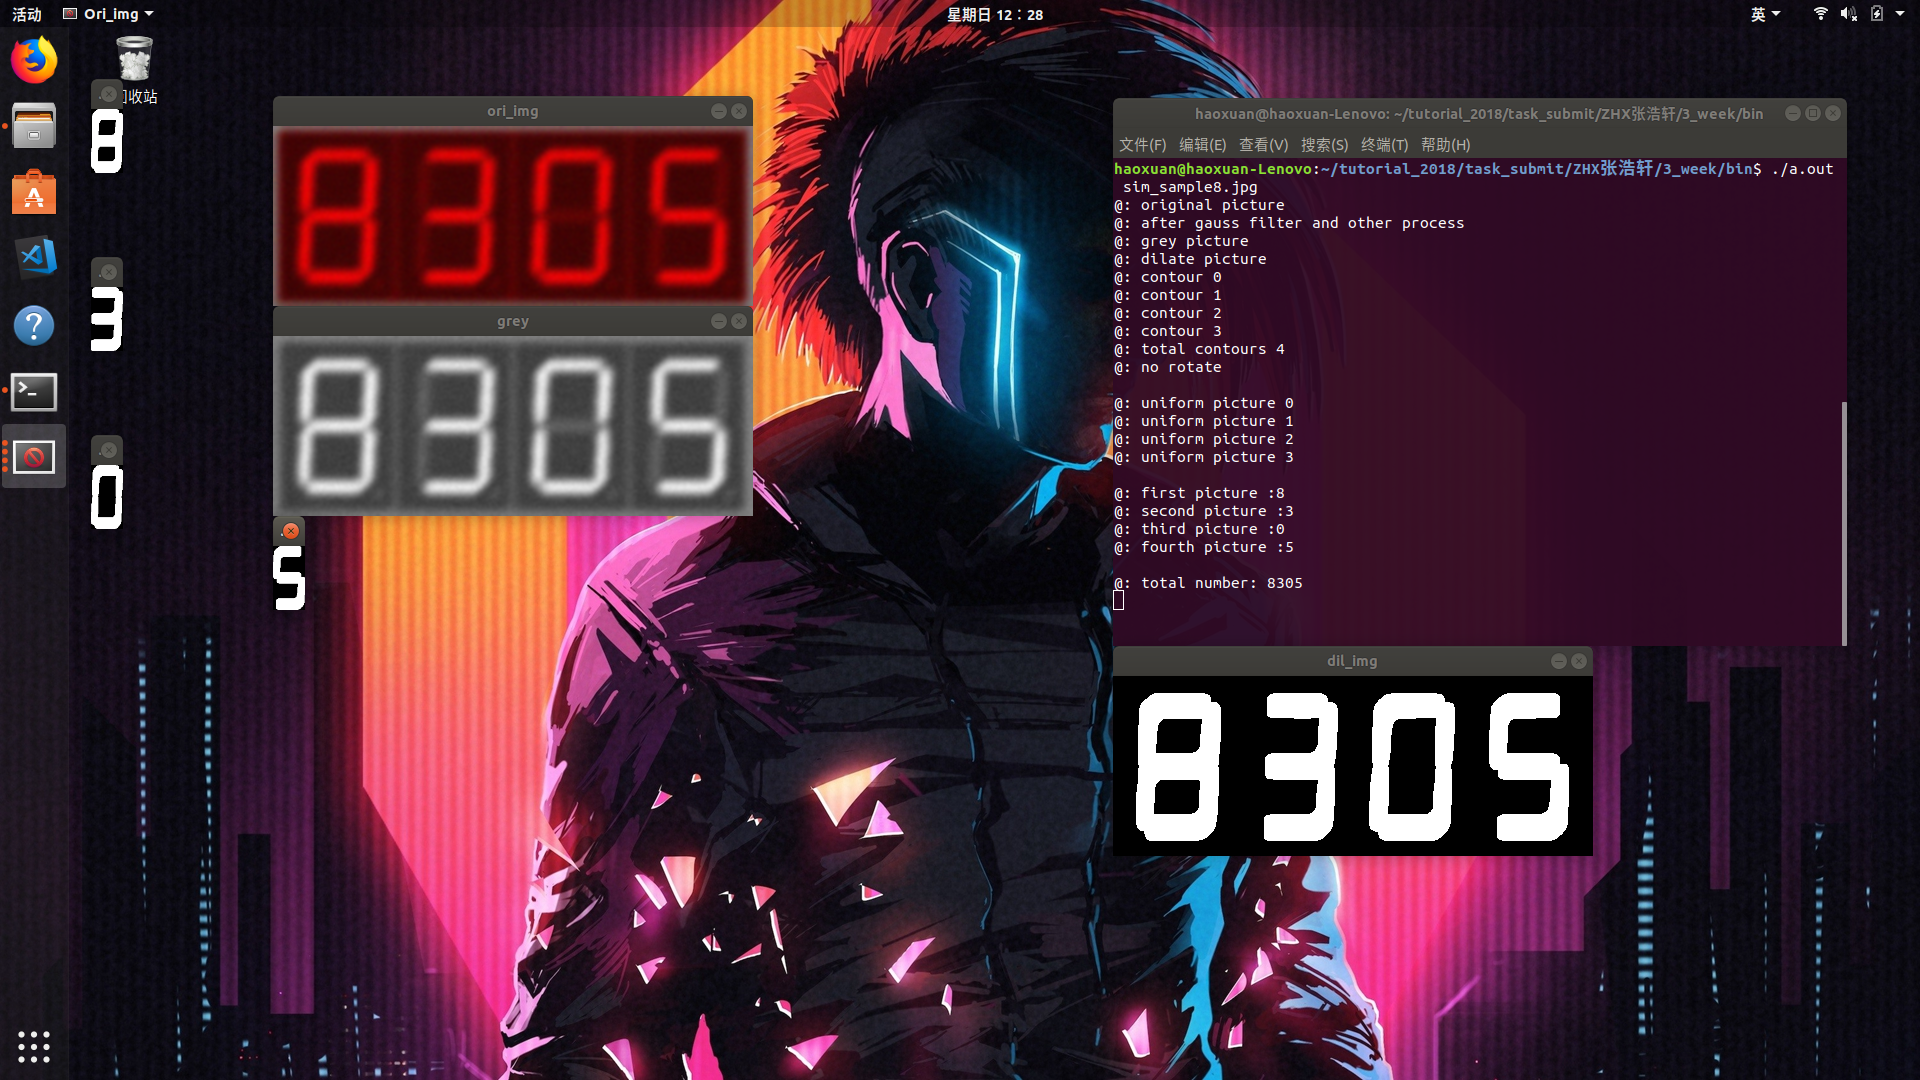 活动
Ori_img
星期日 12：28
英
回收站
8
3
0
5
ori_img
8305
grey
8305
haoxuan@haoxuan-Lenovo: ~/tutorial_2018/task_submit/ZHX张浩轩/3_week/bin
文件(F) 编辑(E) 查看(V) 搜索(S) 终端(T) 帮助(H)
haoxuan@haoxuan-Lenovo:~/tutorial_2018/task_submit/ZHX张浩轩/3_week/bin$ ./a.out
sim_sample8.jpg
@: original picture
@: after gauss filter and other process
@: grey picture
@: dilate picture
@: contour 0
@: contour 1
@: contour 2
@: contour 3
@: total contours 4
@: no rotate
@: uniform picture 0
@: uniform picture 1
@: uniform picture 2
@: uniform picture 3
@: first picture :8
@: second picture :3
@: third picture :0
@: fourth picture :5
@: total number: 8305
dil_img
8305